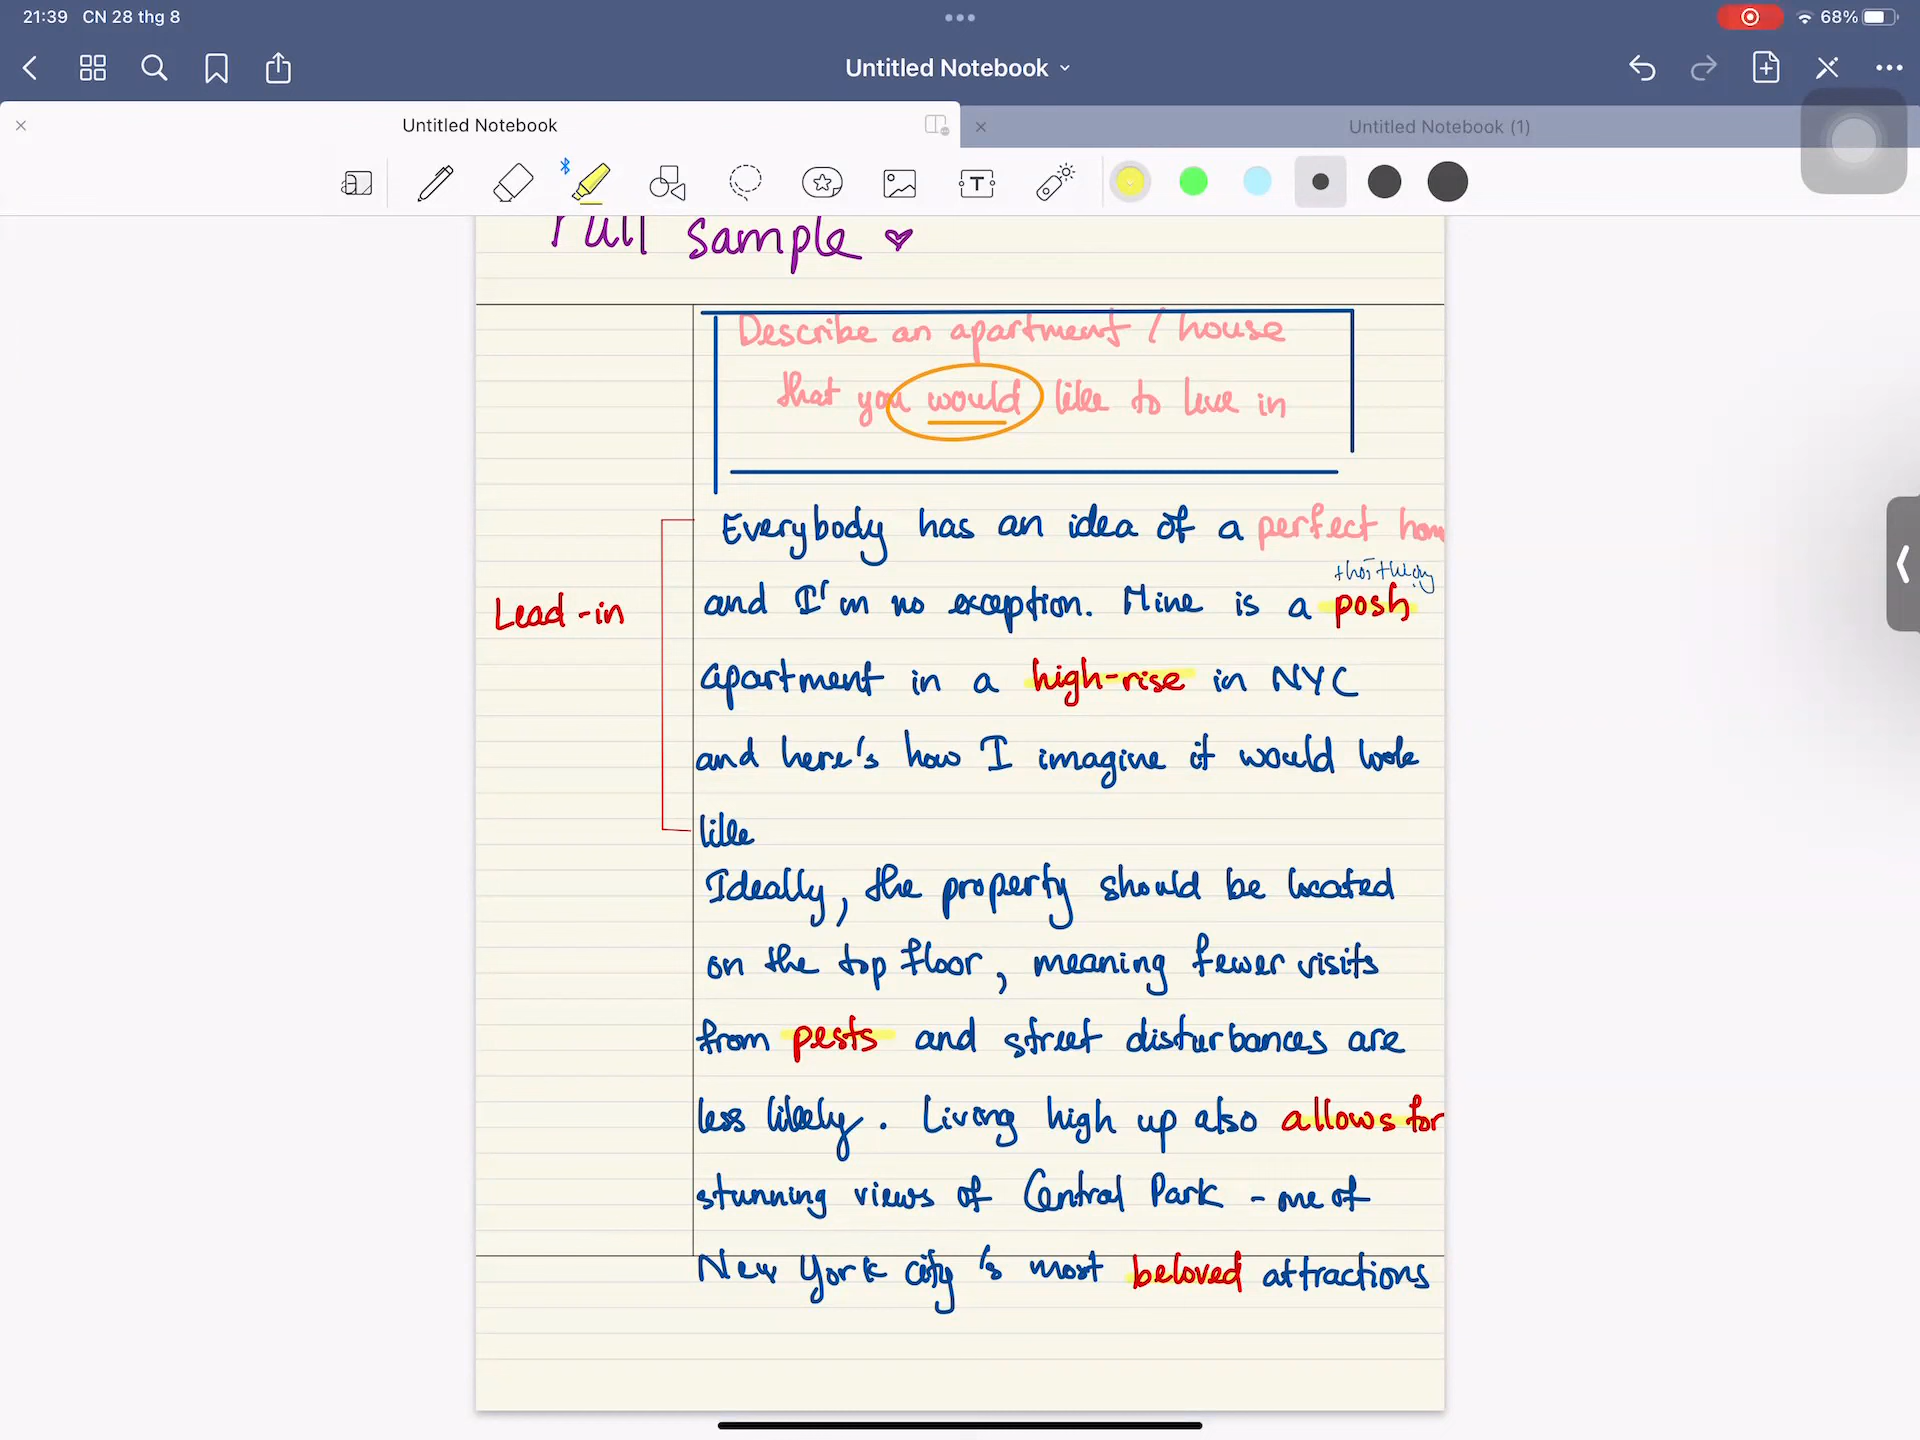 21:39 CN 28 thg 8
68%
Untitled Notebook
Untitled Notebook
Untitled Notebook (1)
Full sample
Describe an apartment / house
that you would like to live in
Everybody has an idea of a perfect hom
and I'm no exception. Mine is a posh
apartment in a high-rise in NYC
and here's how I imagine it would look
like
Lead-in
Ideally, the property should be located
on the top floor, meaning fewer visits
from pests and street disturbances are
less likely. Living high up also allows for
stunning views of Central Park - one of
New York city's most beloved attractions